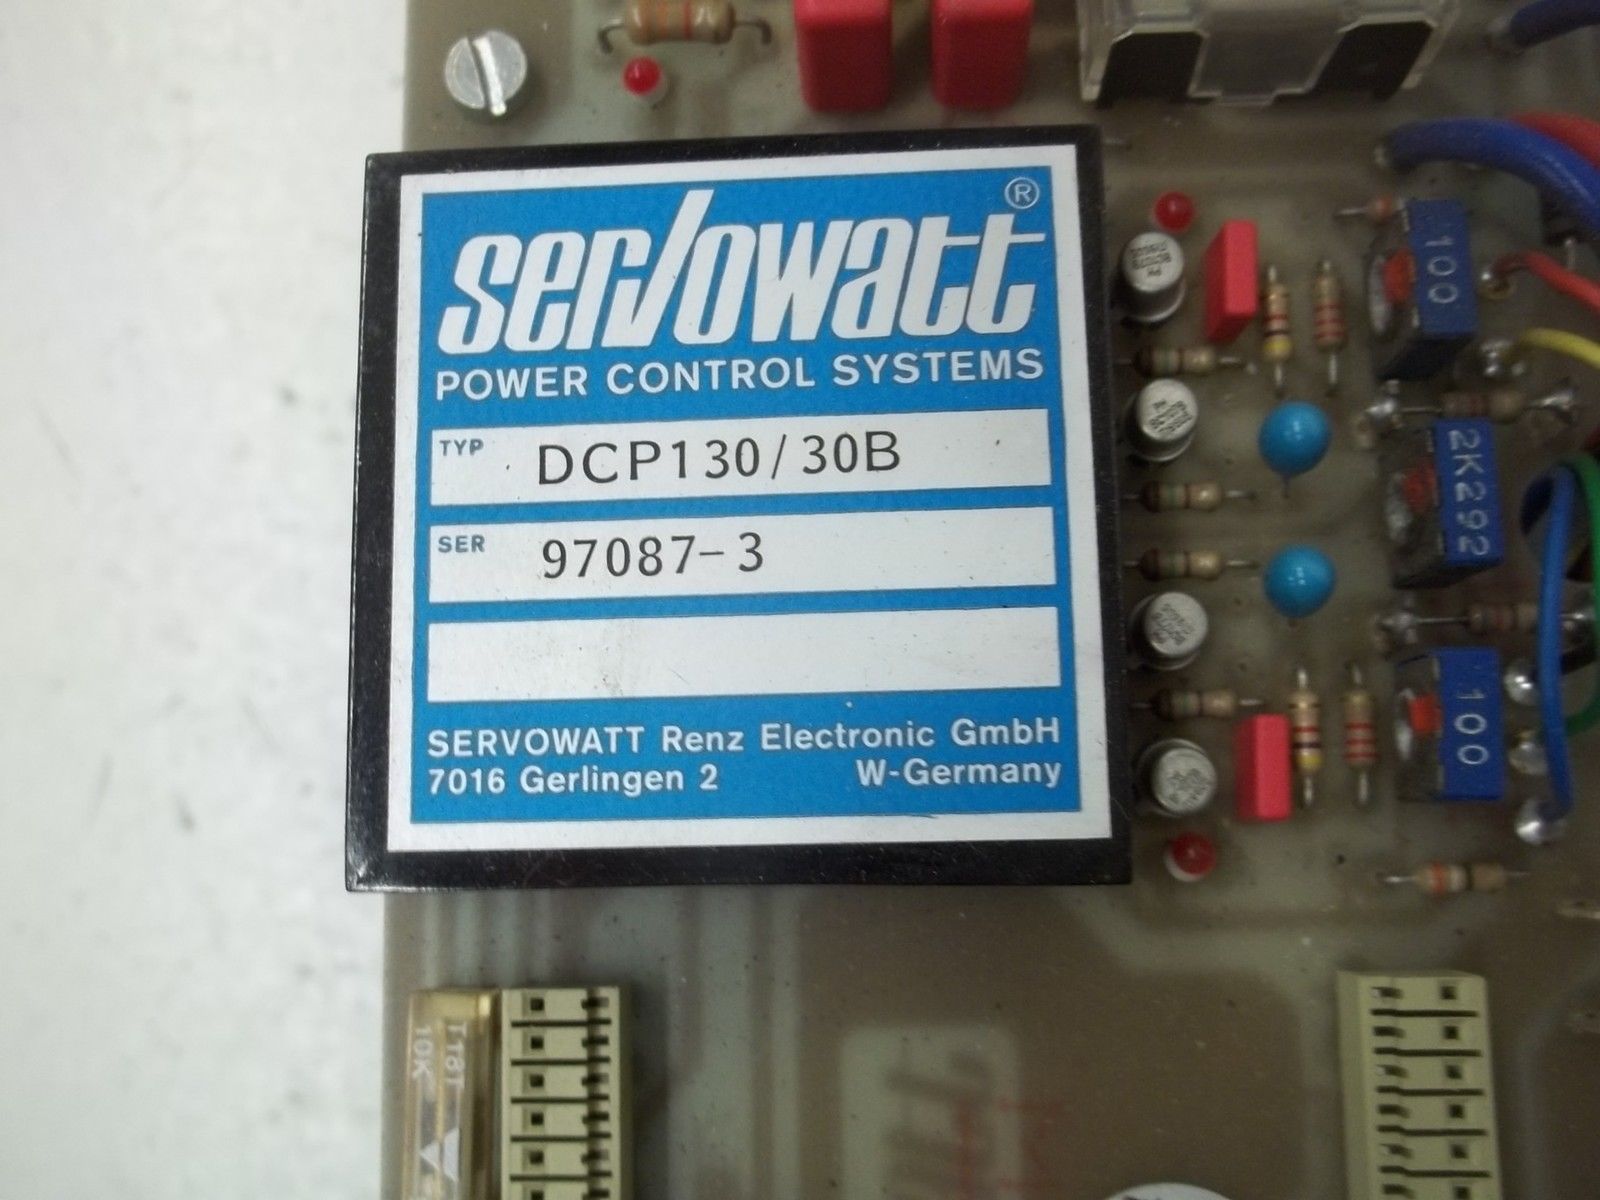 servowatt ®
POWER CONTROL SYSTEMS
TYP DCP130/30B
SER 97087-3
SERVOWATT Renz Electronic GmbH
7016 Gerlingen 2 W-Germany
100
2K292
100
T18T
10K